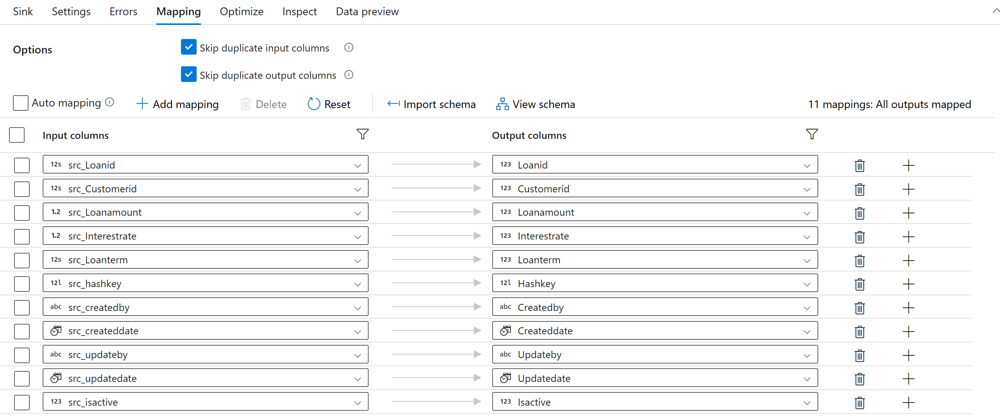 Sink Settings Errors Mapping Optimize Inspect Data preview
Options
Skip duplicate input columns
Skip duplicate output columns
Auto mapping Add mapping Delete Reset Import schema View schema 11 mappings: All outputs mapped
Input columns Output columns
12s src_Loanid 123 Loanid
12s src_Customerid 123 Customerid
1.2 src_Loanamount 123 Loanamount
1.2 src_Interestrate 123 Interestrate
12s src_Loanterm 123 Loanterm
12l src_hashkey 12l Hashkey
abc src_createdby abc Createdby
src_createddate Createddate
abc src_updateby abc Updateby
src_updatedate Updatedate
123 src_isactive 123 Isactive